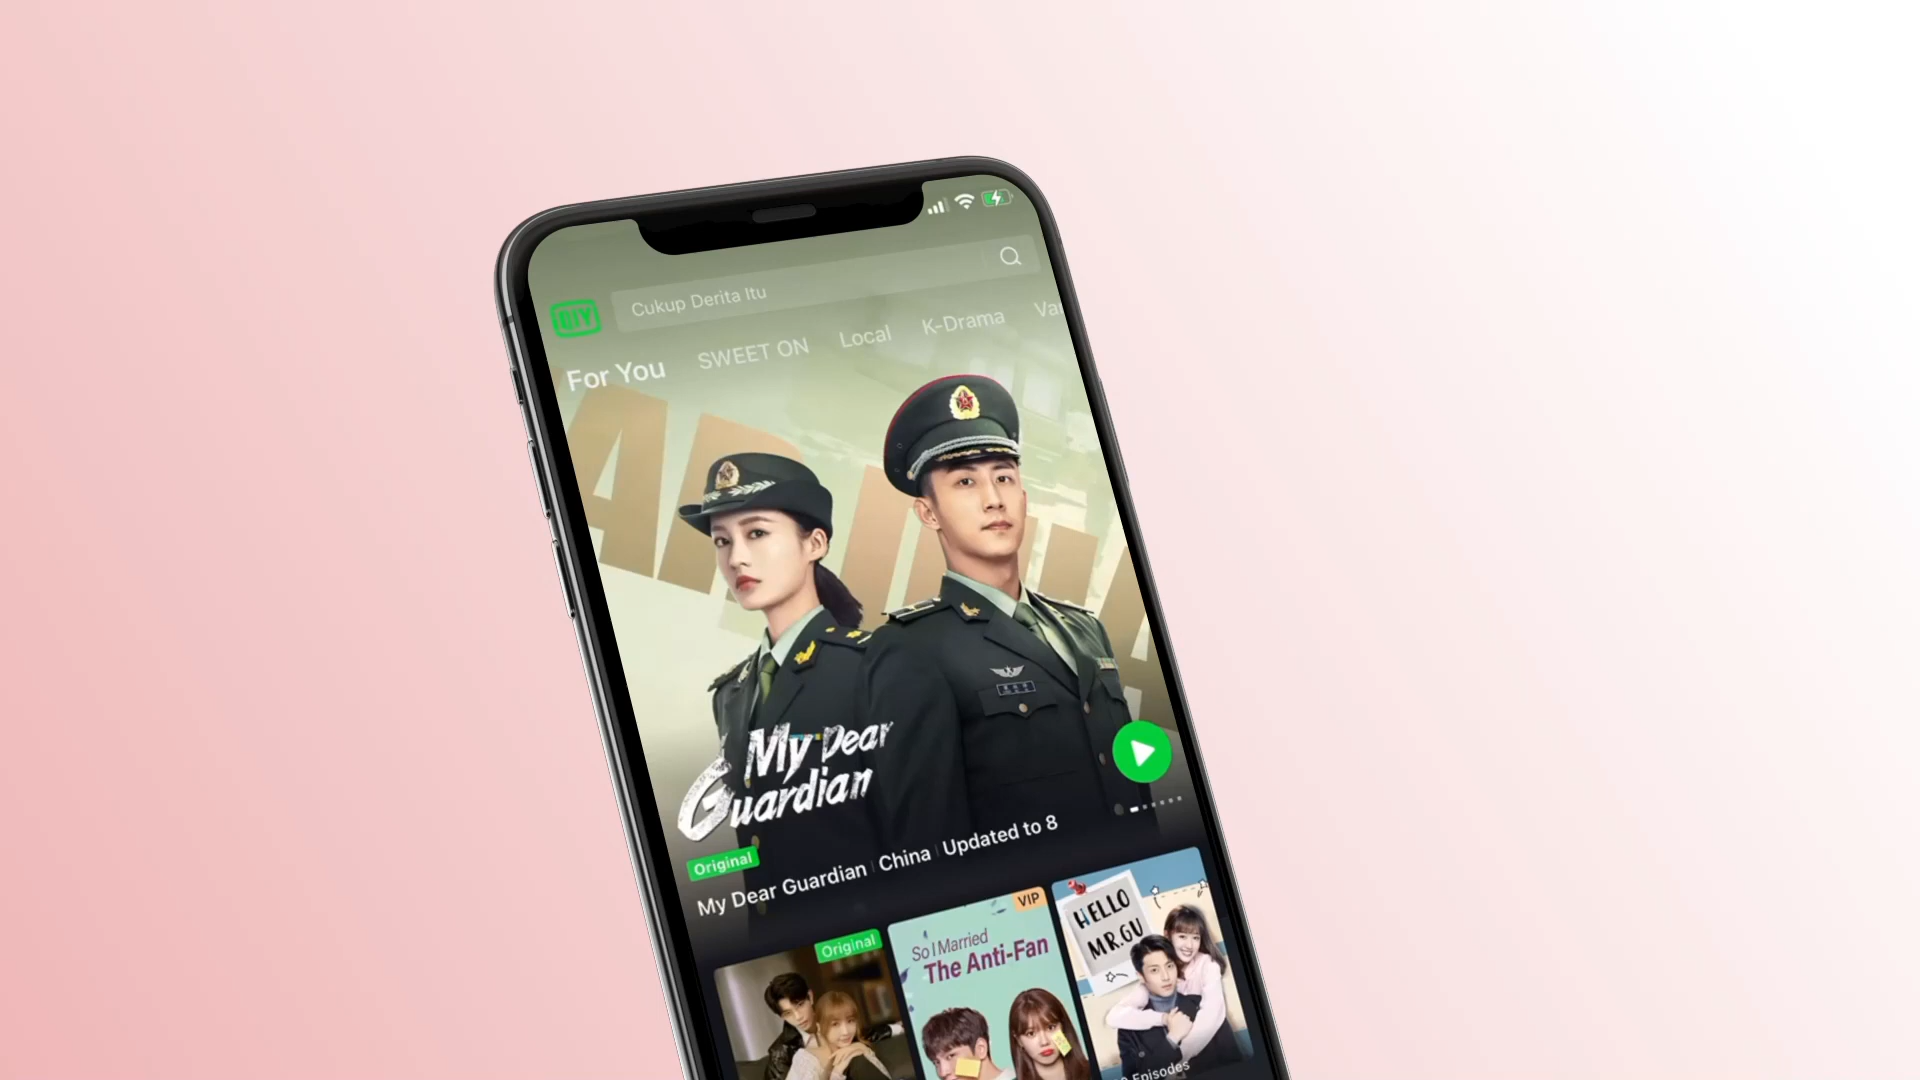 Cukup Derita Itu
For You
SWEET ON
Local
K-Drama
My Dear
Guardian
Original
My Dear Guardian | China | Updated to 8
Original
VIP
So I Married
The Anti-Fan
HELLO
MR.GU
Episodes